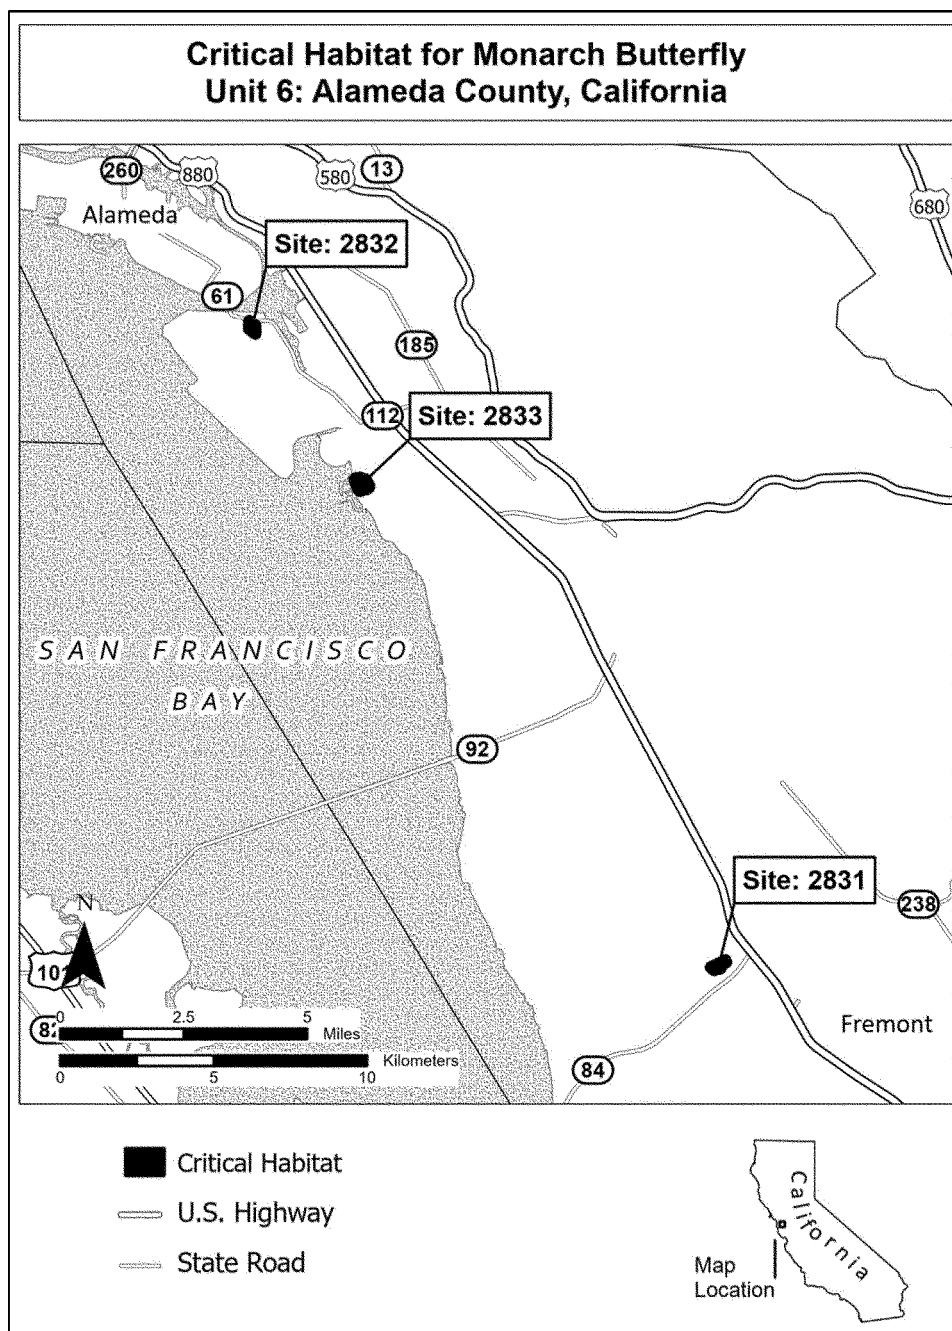 Critical Habitat for Monarch Butterfly
Unit 6: Alameda County, California
260
880
580
13
680
Alameda
Site: 2832
61
185
112
Site: 2833
SAN FRANCISCO
BAY
92
Site: 2831
238
N
101
Fremont
0 2.5 5
Miles
Kilometers
0 5 10
84
Critical Habitat
U.S. Highway
State Road
California
Map
Location